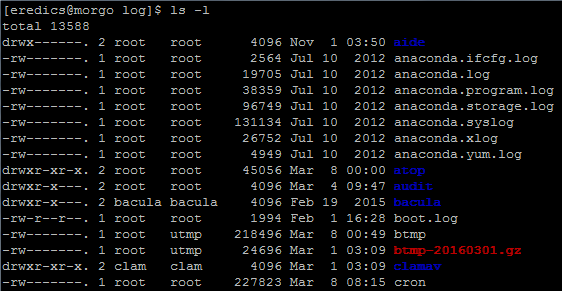 [eredics@morgo log]$ ls -l
total 13588
drwx------. 2 root   root     4096 Nov  1 03:50 aide
-rw-------. 1 root   root     2564 Jul 10  2012 anaconda.ifcfg.log
-rw-------. 1 root   root    19705 Jul 10  2012 anaconda.log
-rw-------. 1 root   root    38359 Jul 10  2012 anaconda.program.log
-rw-------. 1 root   root    96749 Jul 10  2012 anaconda.storage.log
-rw-------. 1 root   root   131134 Jul 10  2012 anaconda.syslog
-rw-------. 1 root   root    26752 Jul 10  2012 anaconda.xlog
-rw-------. 1 root   root     4949 Jul 10  2012 anaconda.yum.log
drwxr-xr-x. 2 root   root    45056 Mar  8 00:00 atop
drwxr-x---. 2 root   root     4096 Mar  4 09:47 audit
drwxr-x---. 2 bacula bacula   4096 Feb 19  2015 bacula
-rw-r--r--. 1 root   root     1994 Feb  1 16:28 boot.log
-rw-------. 1 root   utmp   218496 Mar  8 00:49 btmp
-rw-------. 1 root   utmp    24696 Mar  1 03:09 btmp-20160301.gz
drwxr-xr-x. 2 clam   clam     4096 Mar  1 03:09 clamav
-rw-------. 1 root   root   227823 Mar  8 08:15 cron